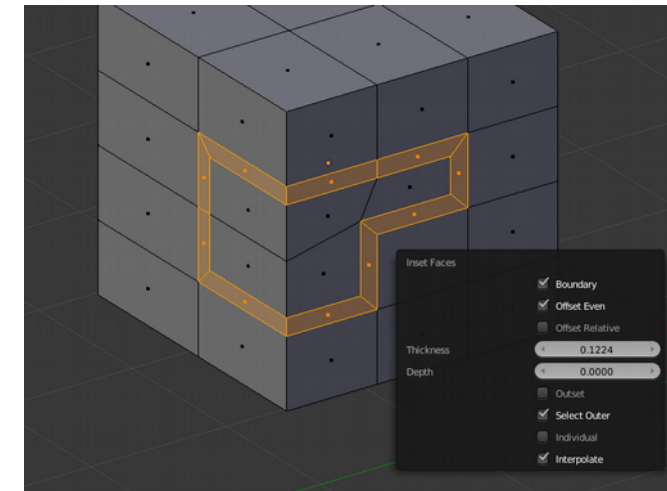 Inset Faces
Boundary
Offset Even
Offset Relative
Thickness 0.1224
Depth 0.0000
Outset
Select Outer
Individual
Interpolate